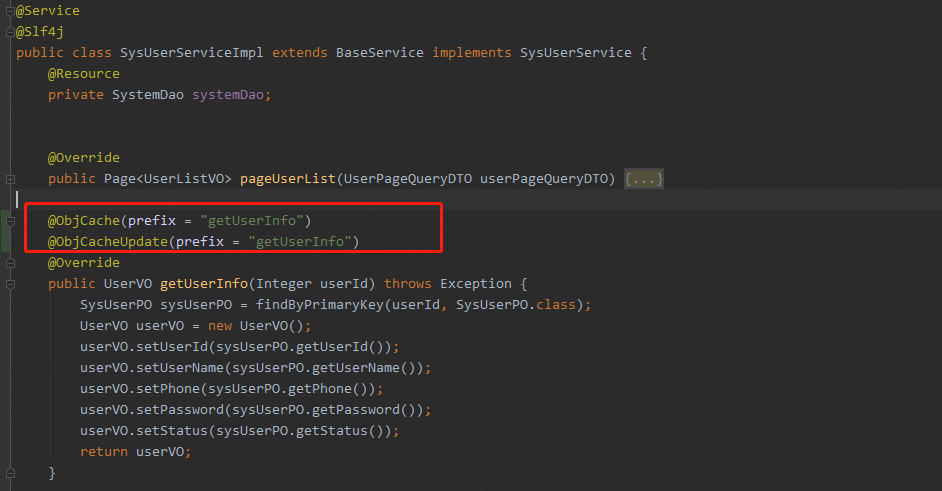 @Service
@Slf4j
public class SysUserServiceImpl extends BaseService implements SysUserService {
@Resource
private SystemDao systemDao;
@Override
public Page<UserListVO> pageUserList(UserPageQueryDTO userPageQueryDTO) {...}
@ObjCache(prefix = "getUserInfo")
@ObjCacheUpdate(prefix = "getUserInfo")
@Override
public UserVO getUserInfo(Integer userId) throws Exception {
SysUserPO sysUserPO = findByPrimaryKey(userId, SysUserPO.class);
UserVO userVO = new UserVO();
userVO.setUserId(sysUserPO.getUserId());
userVO.setUserName(sysUserPO.getUserName());
userVO.setPhone(sysUserPO.getPhone());
userVO.setPassword(sysUserPO.getPassword());
userVO.setStatus(sysUserPO.getStatus());
return userVO;
}